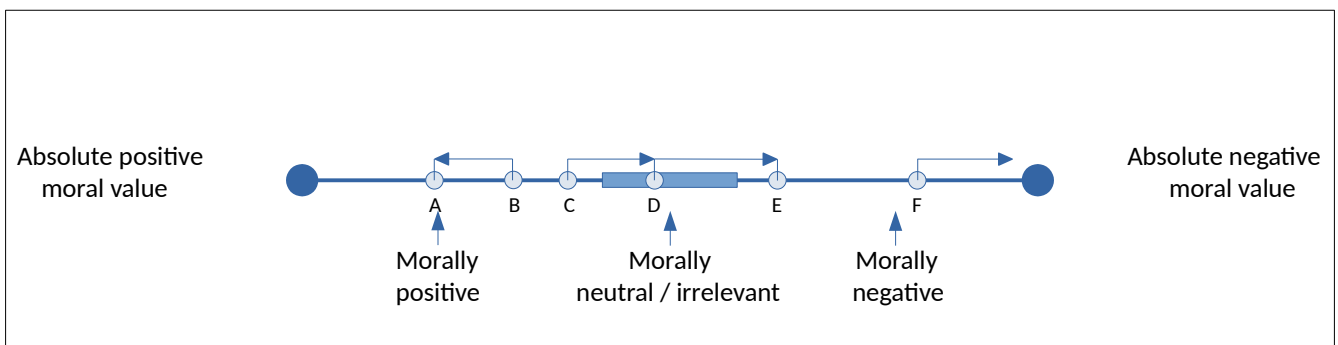 Absolute positive
moral value
Absolute negative
moral value
A
B
C
D
E
F
Morally
positive
Morally
neutral / irrelevant
Morally
negative